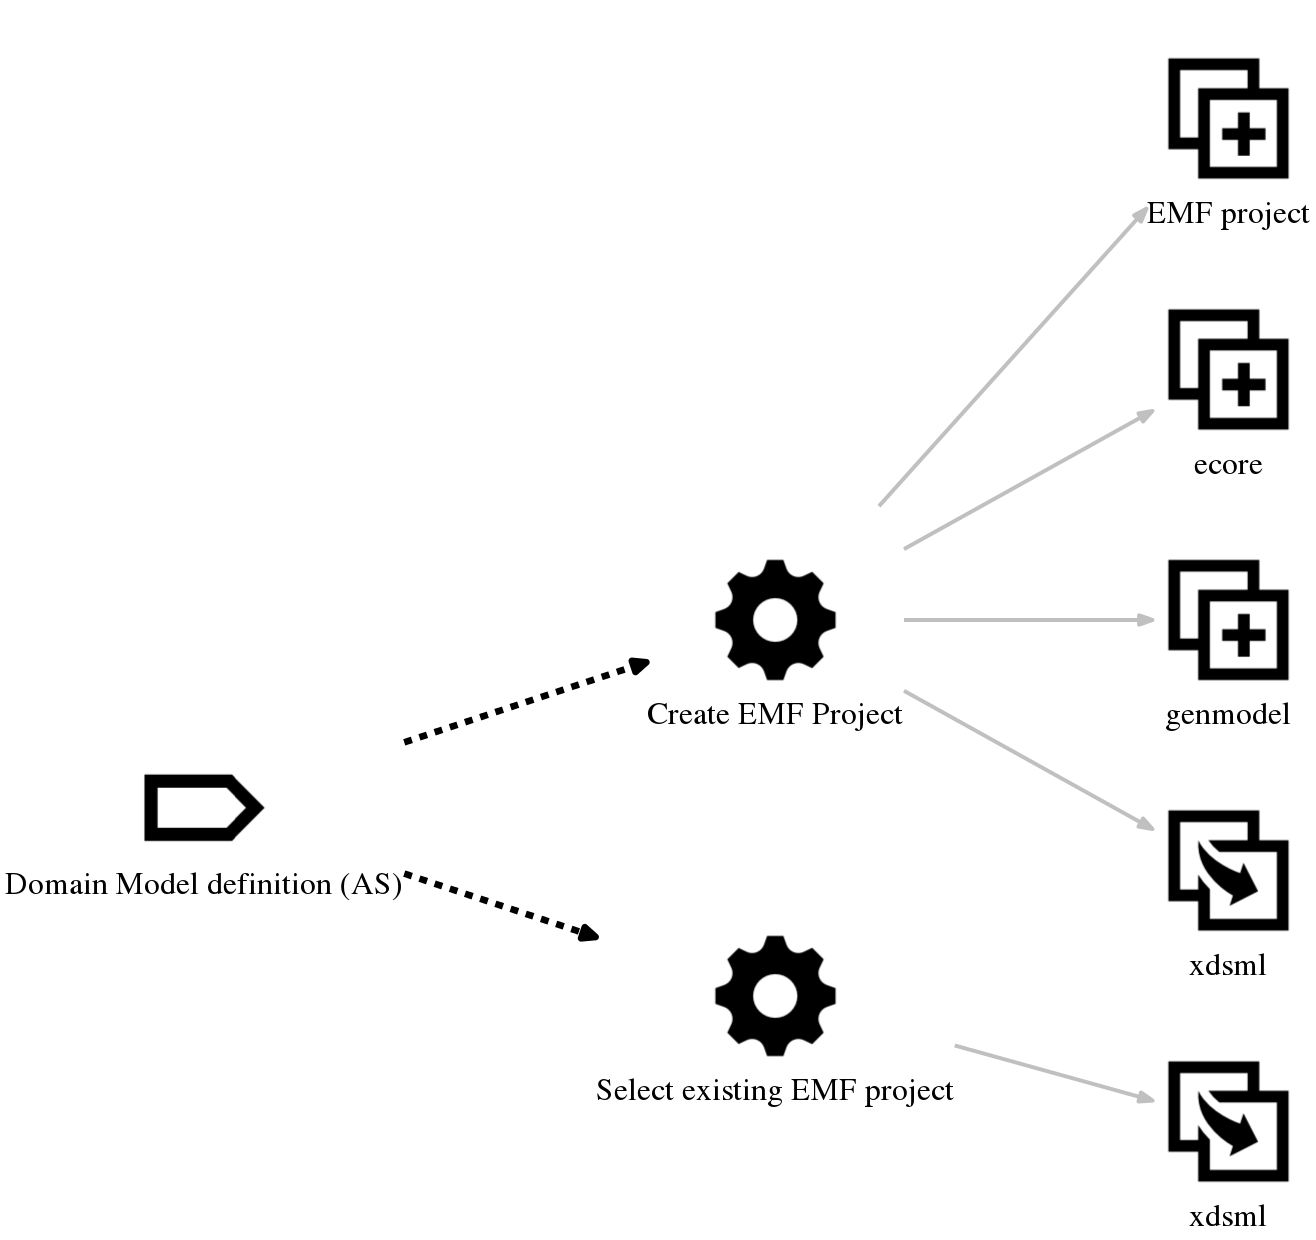 EMF project
ecore
Create EMF Project
genmodel
Domain Model definition (AS)
xdsml
Select existing EMF project
xdsml